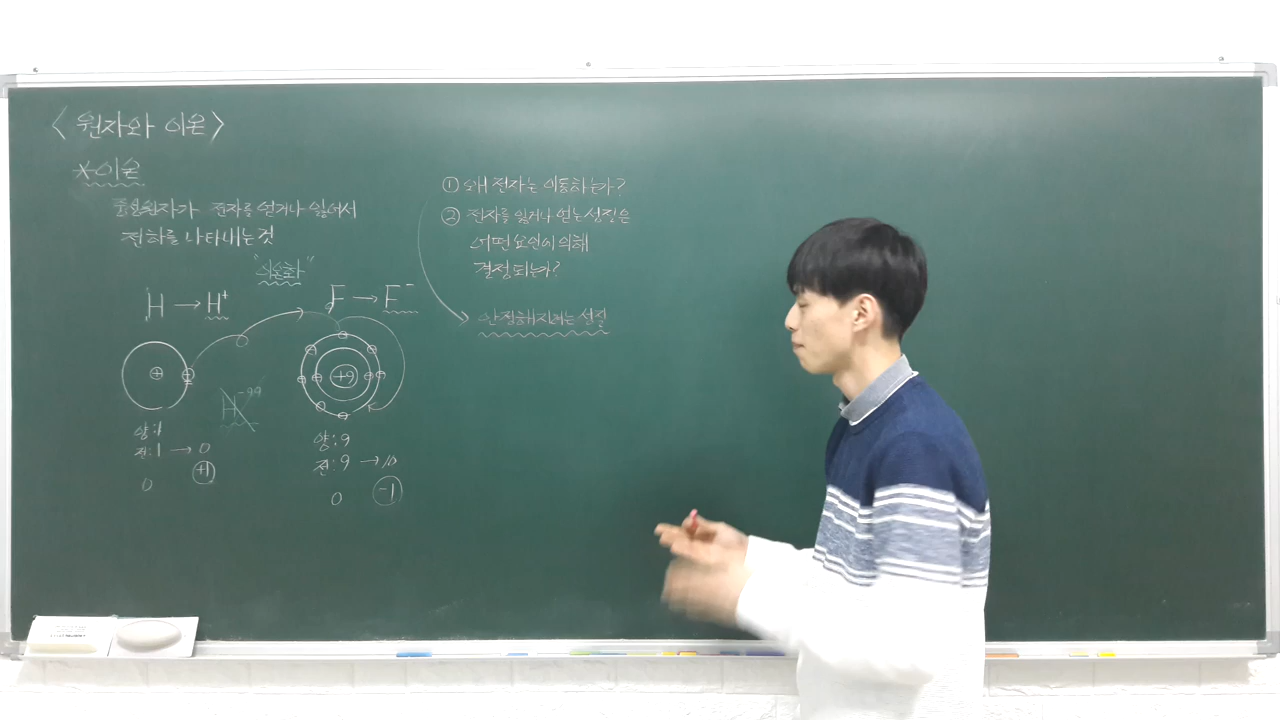 〈원자와 이온〉
*이온
중성원자가 전자를 얻거나 잃어서
전하를 나타내는 것
"이온화"
H → H⁺
F → F⁻
+
+9
H⁻⁹⁹
양:1
전:1 → 0
0
+1
양:9
전:9 → 10
0
-1
① 왜 전자는 이동하는가?
② 전자를 잃거나 얻는 성질은
어떤 요인에 의해
결정되는가?
안정해지려는 성질